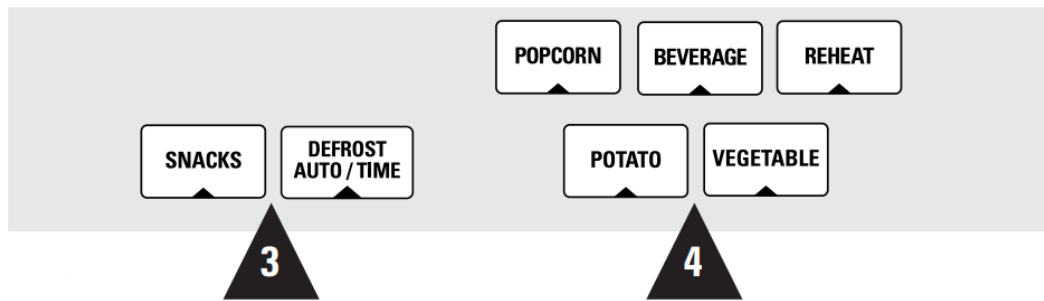 POPCORN
BEVERAGE
REHEAT
SNACKS
DEFROST
AUTO / TIME
POTATO
VEGETABLE
3
4